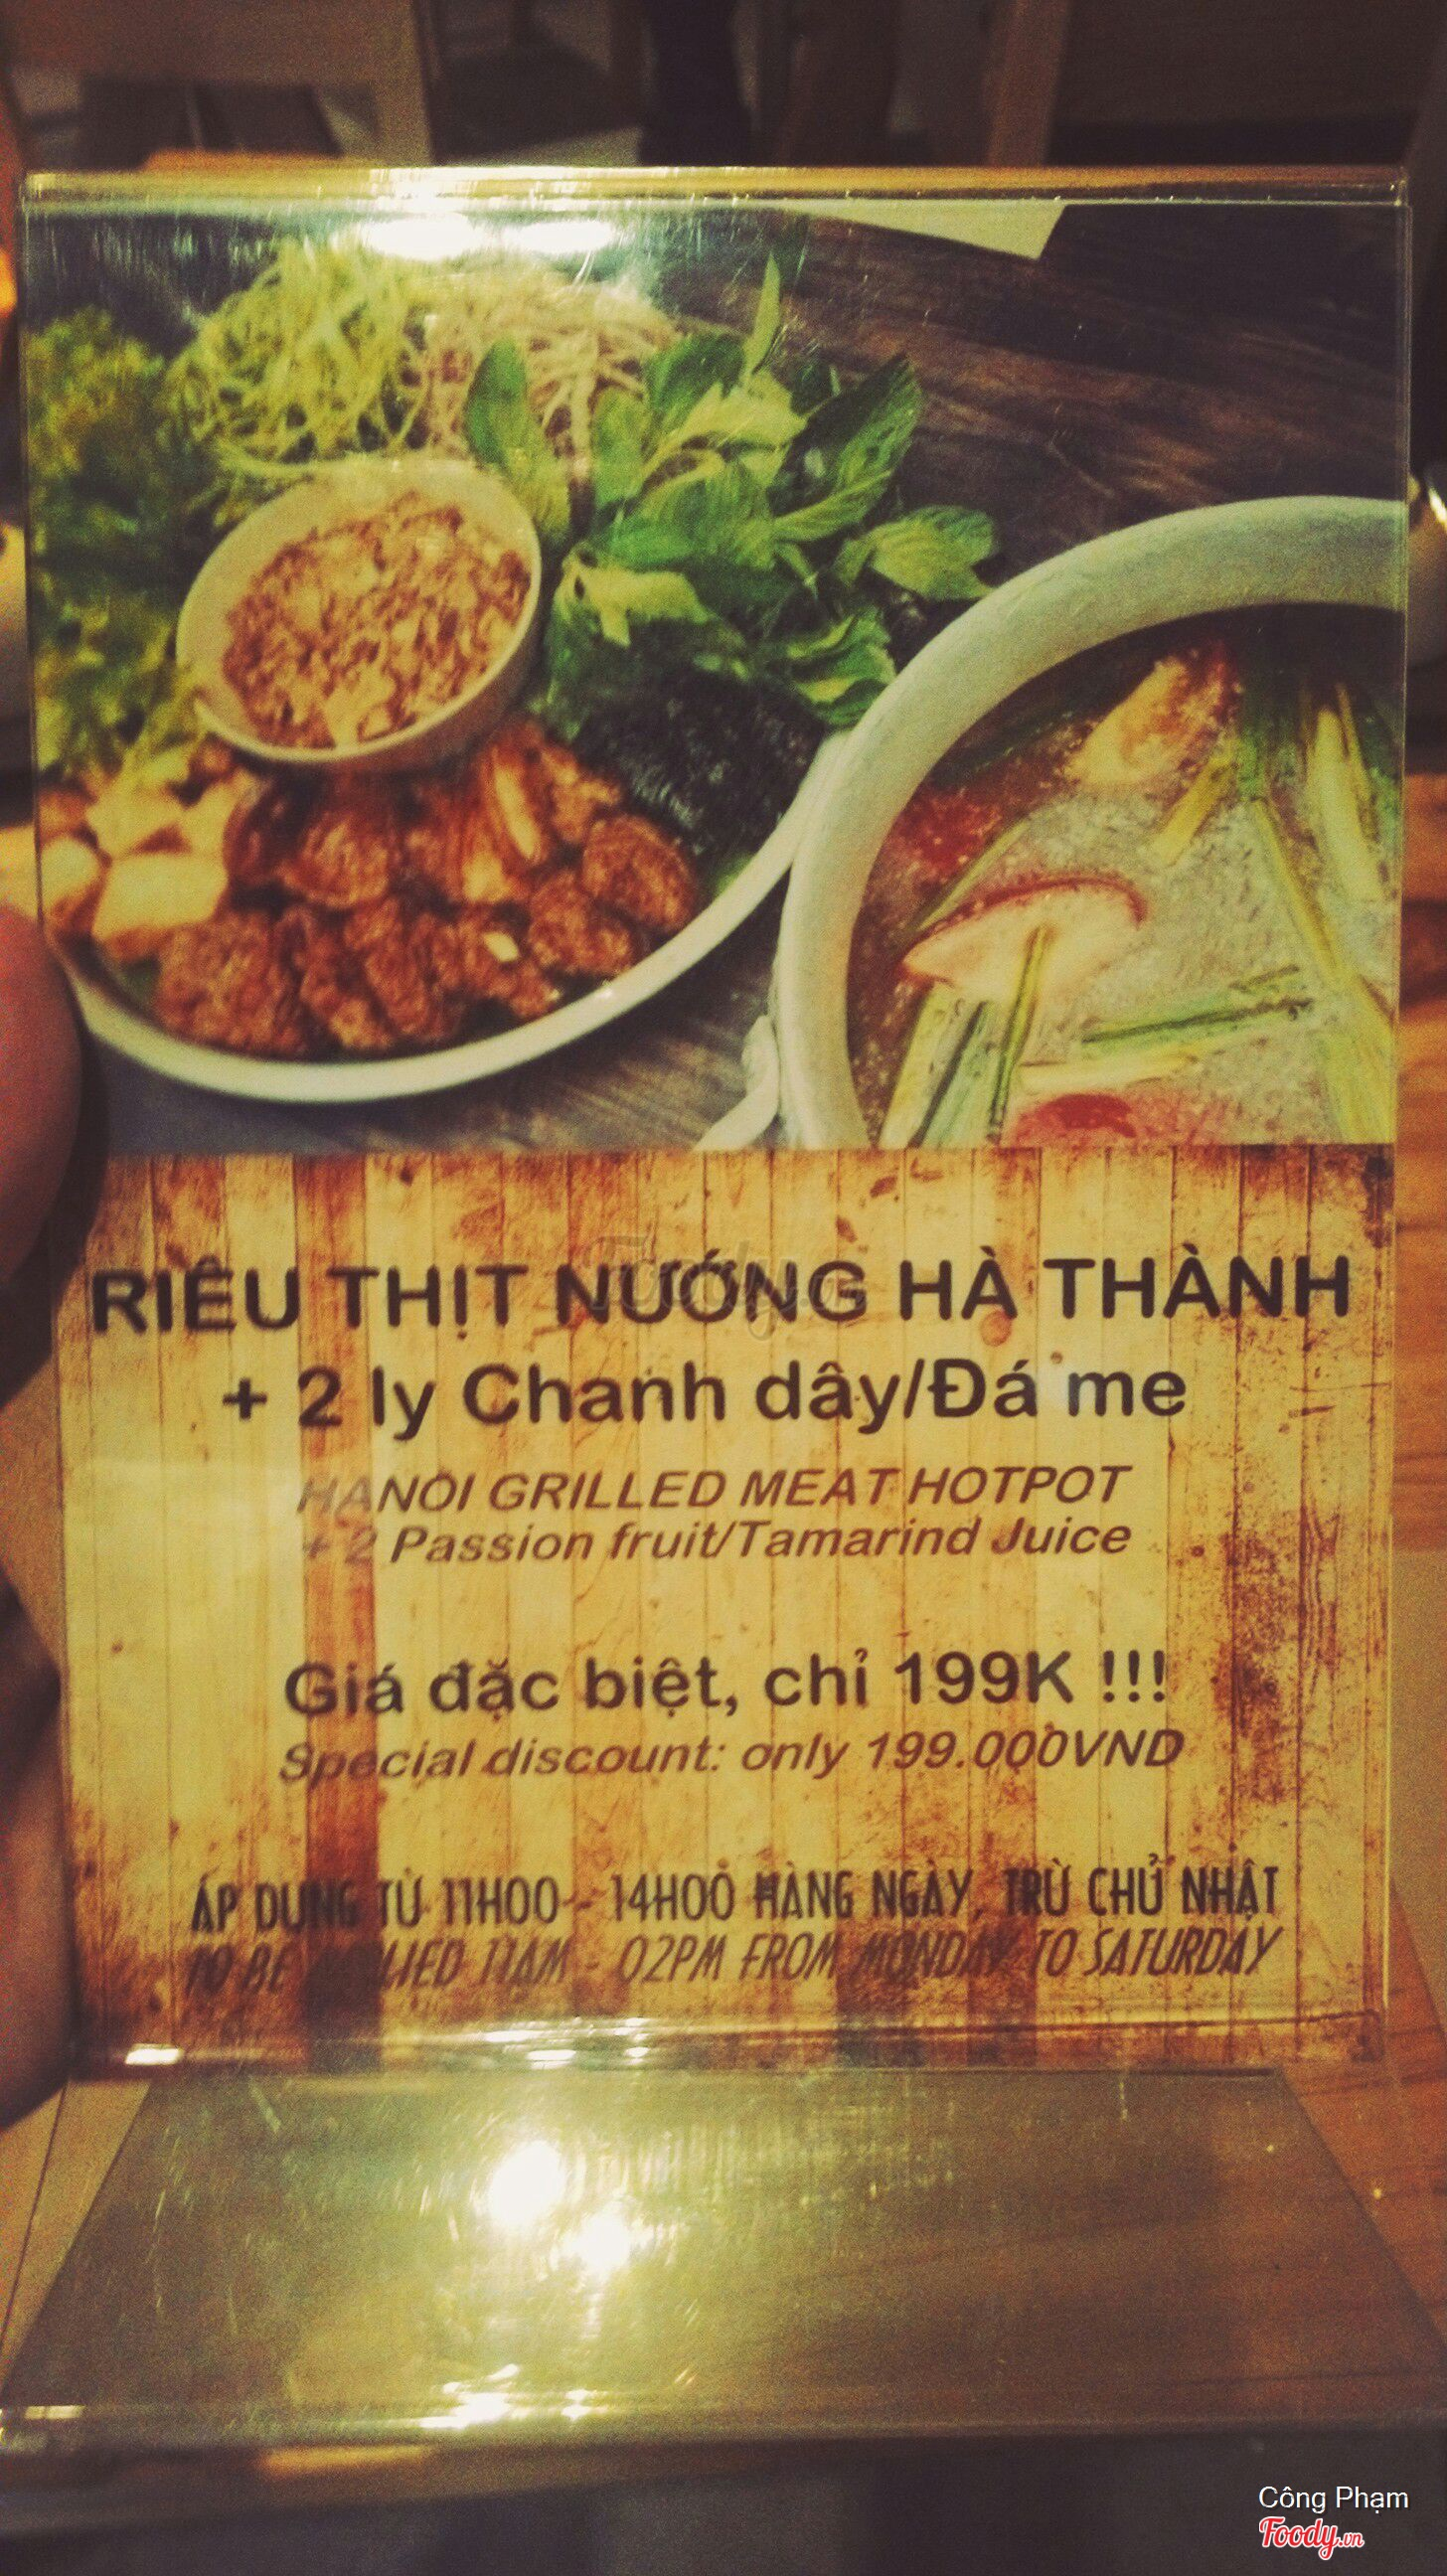 RIÊU THỊT NƯỚNG HÀ THÀNH
+ 2 ly Chanh dây/Đá me
HANOI GRILLED MEAT HOTPOT
+ 2 Passion fruit/Tamarind Juice
Giá đặc biệt, chỉ 199K !!!
Special discount: only 199.000VND
ÁP DỤNG TỪ 11H00 - 14H00 HÀNG NGÀY, TRỪ CHỦ NHẬT
TO BE APPLIED 11AM - 02PM FROM MONDAY TO SATURDAY
Công Phạm
Foody.vn